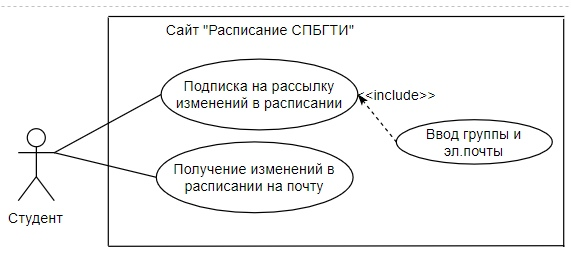 Сайт "Расписание СПБГТИ"
Подписка на рассылку
изменений в расписании
<<include>>
Ввод группы и
эл.почты
Получение изменений в
расписании на почту
Студент